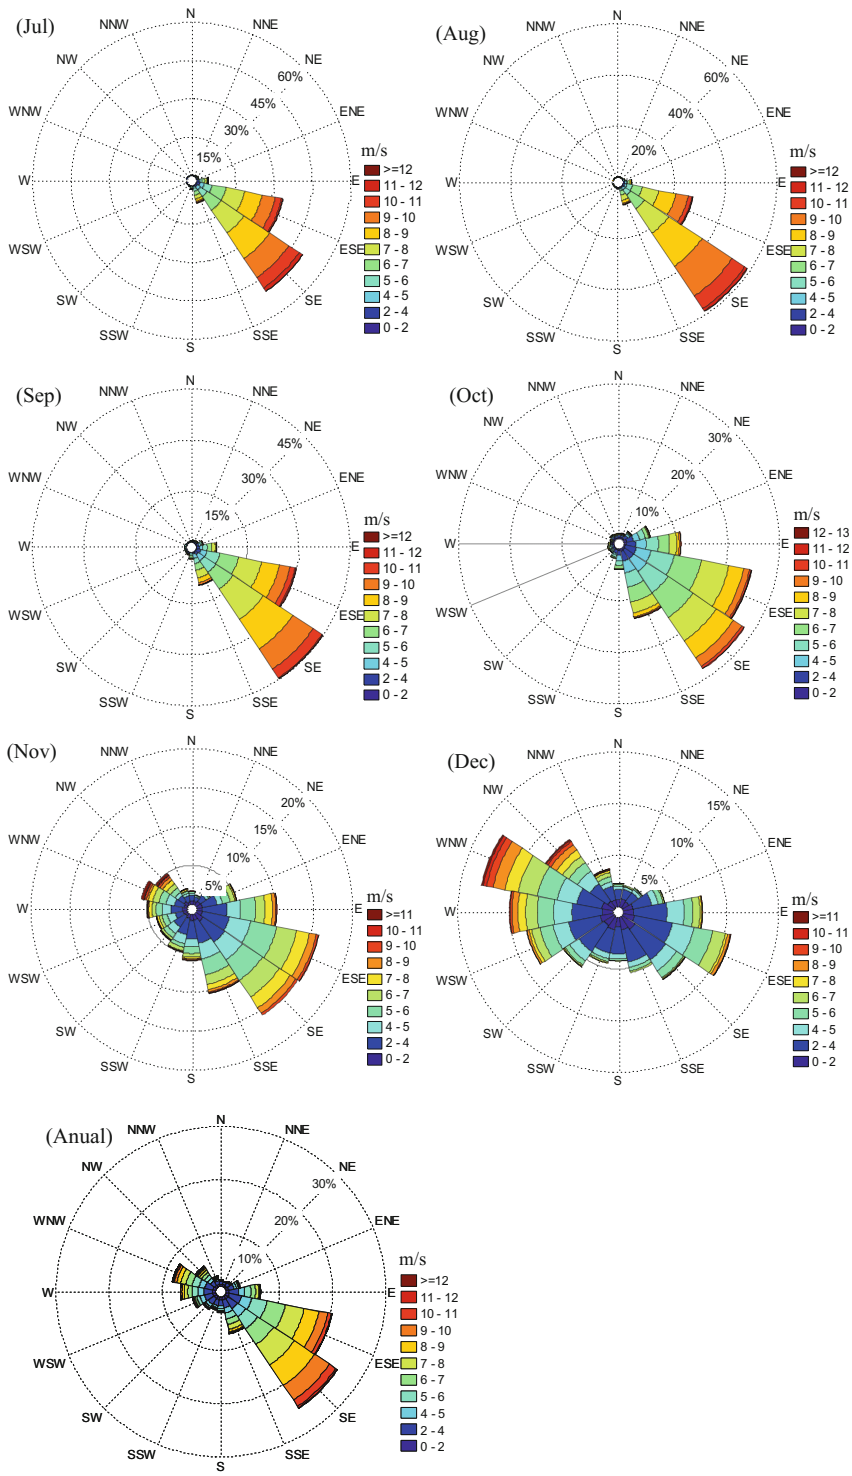 (Jul)
N
NNE
NE
ENE
E
ESE
SE
SSE
S
SSW
SW
WSW
W
WNW
NW
NNW
60%
45%
30%
15%
m/s
>=12
11 - 12
10 - 11
9 - 10
8 - 9
7 - 8
6 - 7
5 - 6
4 - 5
2 - 4
0 - 2
(Aug)
N
NNE
NE
ENE
E
ESE
SE
SSE
S
SSW
SW
WSW
W
WNW
NW
NNW
60%
40%
20%
m/s
>=12
11 - 12
10 - 11
9 - 10
8 - 9
7 - 8
6 - 7
5 - 6
4 - 5
2 - 4
0 - 2
(Sep)
N
NNE
NE
ENE
E
ESE
SE
SSE
S
SSW
SW
WSW
W
WNW
NW
NNW
45%
30%
15%
m/s
>=12
11 - 12
10 - 11
9 - 10
8 - 9
7 - 8
6 - 7
5 - 6
4 - 5
2 - 4
0 - 2
(Oct)
N
NNE
NE
ENE
E
ESE
SE
SSE
S
SSW
SW
WSW
W
WNW
NW
NNW
30%
20%
10%
m/s
12 - 13
11 - 12
10 - 11
9 - 10
8 - 9
7 - 8
6 - 7
5 - 6
4 - 5
2 - 4
0 - 2
(Nov)
N
NNE
NE
ENE
E
ESE
SE
SSE
S
SSW
SW
WSW
W
WNW
NW
NNW
20%
15%
10%
5%
m/s
>=11
10 - 11
9 - 10
8 - 9
7 - 8
6 - 7
5 - 6
4 - 5
2 - 4
0 - 2
(Dec)
N
NNE
NE
ENE
E
ESE
SE
SSE
S
SSW
SW
WSW
W
WNW
NW
NNW
15%
10%
5%
m/s
>=11
10 - 11
9 - 10
8 - 9
7 - 8
6 - 7
5 - 6
4 - 5
2 - 4
0 - 2
(Anual)
N
NNE
NE
ENE
E
ESE
SE
SSE
S
SSW
SW
WSW
W
WNW
NW
NNW
30%
20%
10%
m/s
>=12
11 - 12
10 - 11
9 - 10
8 - 9
7 - 8
6 - 7
5 - 6
4 - 5
2 - 4
0 - 2